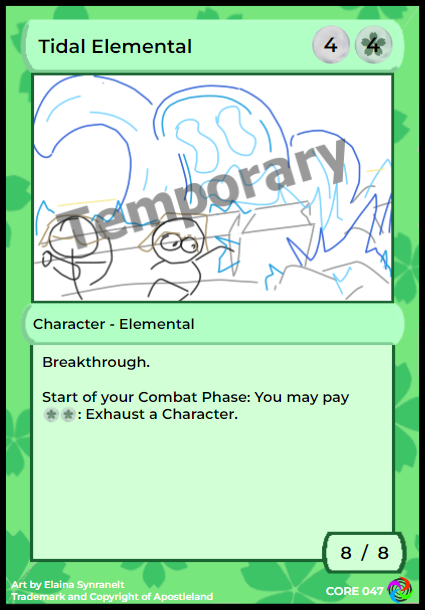 Tidal Elemental
4 4
Temporary
Character - Elemental
Breakthrough.
Start of your Combat Phase: You may pay
: Exhaust a Character.
8 / 8
Art by Elaina Synranelt
Trademark and Copyright of Apostleland
CORE 047